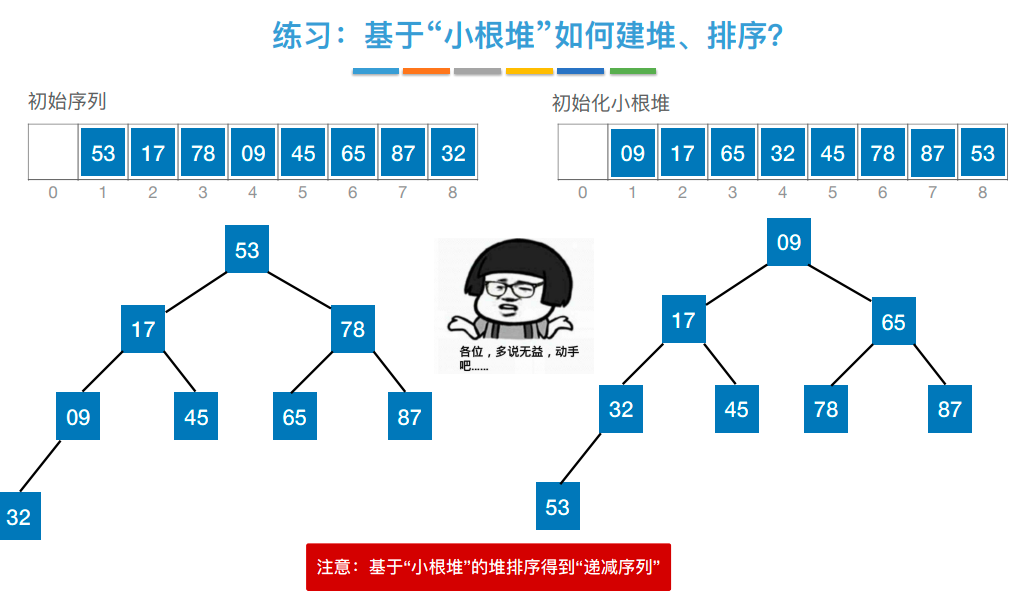 练习：基于“小根堆”如何建堆、排序?
初始序列
53 17 78 09 45 65 87 32
0 1 2 3 4 5 6 7 8
初始化小根堆
09 17 65 32 45 78 87 53
0 1 2 3 4 5 6 7 8
53
17 78
09 45 65 87
32
各位，多说无益，动手
吧......
09
17 65
32 45 78 87
53
注意：基于“小根堆”的堆排序得到“递减序列”